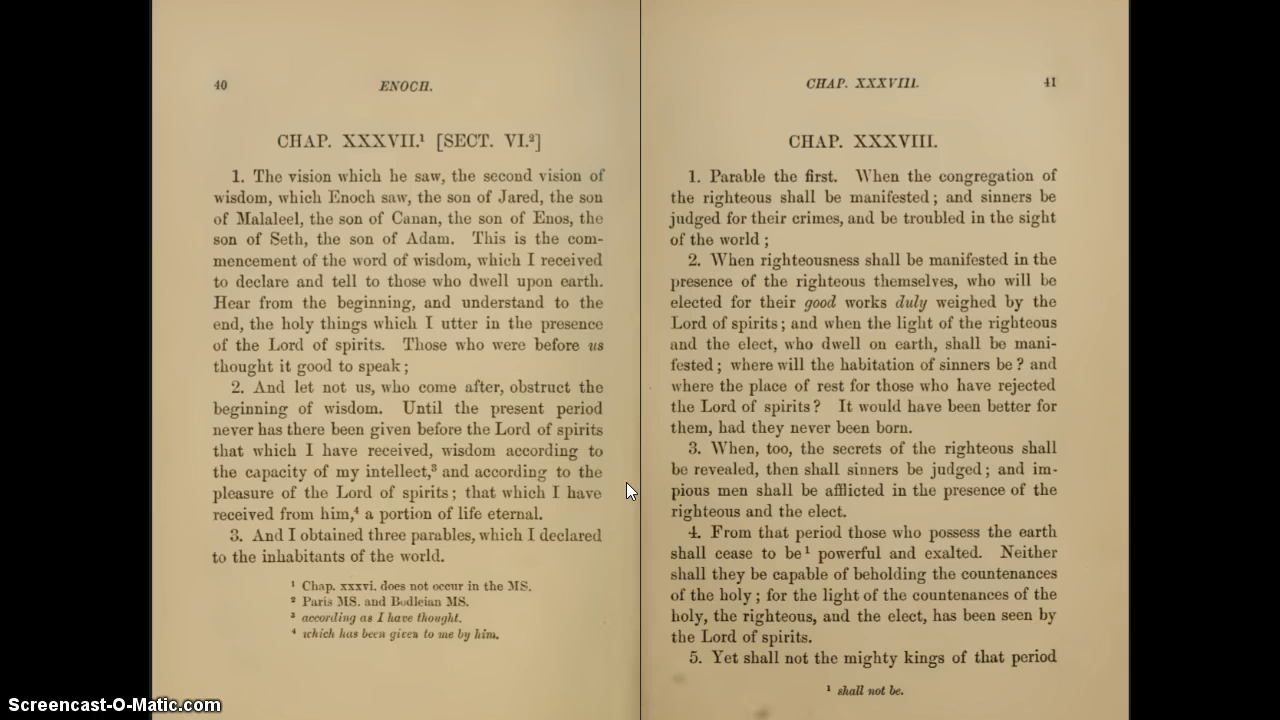 40
ENOCH.
CHAP. XXXVII.¹ [SECT. VI.²]
1. The vision which he saw, the second vision of
wisdom, which Enoch saw, the son of Jared, the son
of Malaleel, the son of Canan, the son of Enos, the
son of Seth, the son of Adam. This is the com-
mencement of the word of wisdom, which I received
to declare and tell to those who dwell upon earth.
Hear from the beginning, and understand to the
end, the holy things which I utter in the presence
of the Lord of spirits. Those who were before us
thought it good to speak;
2. And let not us, who come after, obstruct the
beginning of wisdom. Until the present period
never has there been given before the Lord of spirits
that which I have received, wisdom according to
the capacity of my intellect,³ and according to the
pleasure of the Lord of spirits; that which I have
received from him,⁴ a portion of life eternal.
3. And I obtained three parables, which I declared
to the inhabitants of the world.
¹ Chap. xxxvi. does not occur in the MS.
² Paris MS. and Bodleian MS.
³ according as I have thought.
⁴ which has been given to me by him.
CHAP. XXXVIII.
41
CHAP. XXXVIII.
1. Parable the first. When the congregation of
the righteous shall be manifested; and sinners be
judged for their crimes, and be troubled in the sight
of the world;
2. When righteousness shall be manifested in the
presence of the righteous themselves, who will be
elected for their good works duly weighed by the
Lord of spirits; and when the light of the righteous
and the elect, who dwell on earth, shall be mani-
fested; where will the habitation of sinners be? and
where the place of rest for those who have rejected
the Lord of spirits? It would have been better for
them, had they never been born.
3. When, too, the secrets of the righteous shall
be revealed, then shall sinners be judged; and im-
pious men shall be afflicted in the presence of the
righteous and the elect.
4. From that period those who possess the earth
shall cease to be¹ powerful and exalted. Neither
shall they be capable of beholding the countenances
of the holy; for the light of the countenances of the
holy, the righteous, and the elect, has been seen by
the Lord of spirits.
5. Yet shall not the mighty kings of that period
¹ shall not be.
Screencast-O-Matic.com